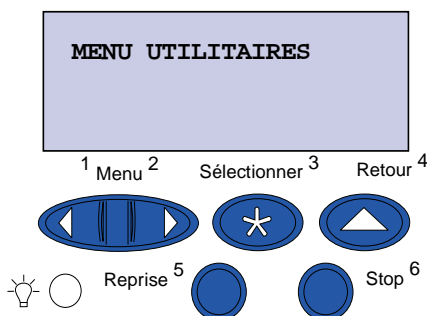 MENU UTILITAIRES
1 Menu 2 Sélectionner 3 Retour 4
Reprise 5 Stop 6